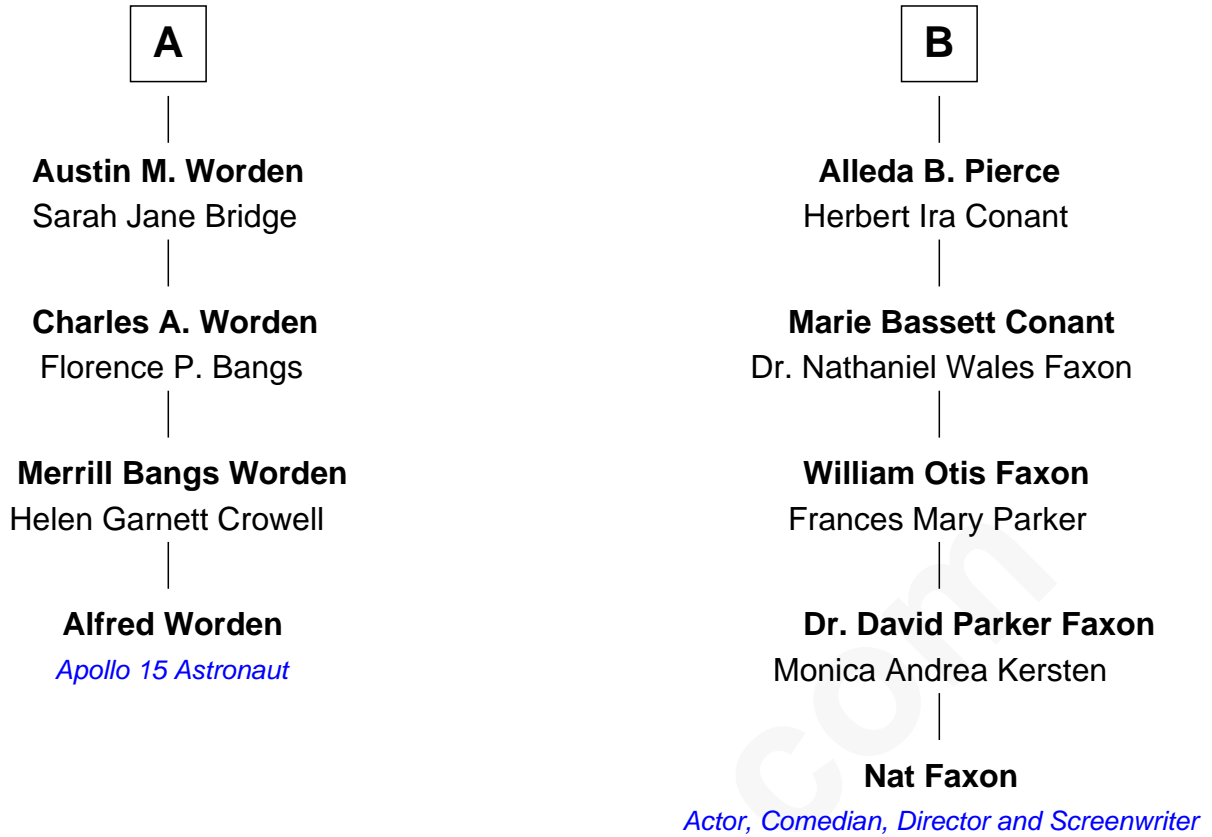 A
Austin M. Worden
Sarah Jane Bridge
Charles A. Worden
Florence P. Bangs
Merrill Bangs Worden
Helen Garnett Crowell
Alfred Worden
Apollo 15 Astronaut
B
Alleda B. Pierce
Herbert Ira Conant
Marie Bassett Conant
Dr. Nathaniel Wales Faxon
William Otis Faxon
Frances Mary Parker
Dr. David Parker Faxon
Monica Andrea Kersten
Nat Faxon
Actor, Comedian, Director and Screenwriter
com